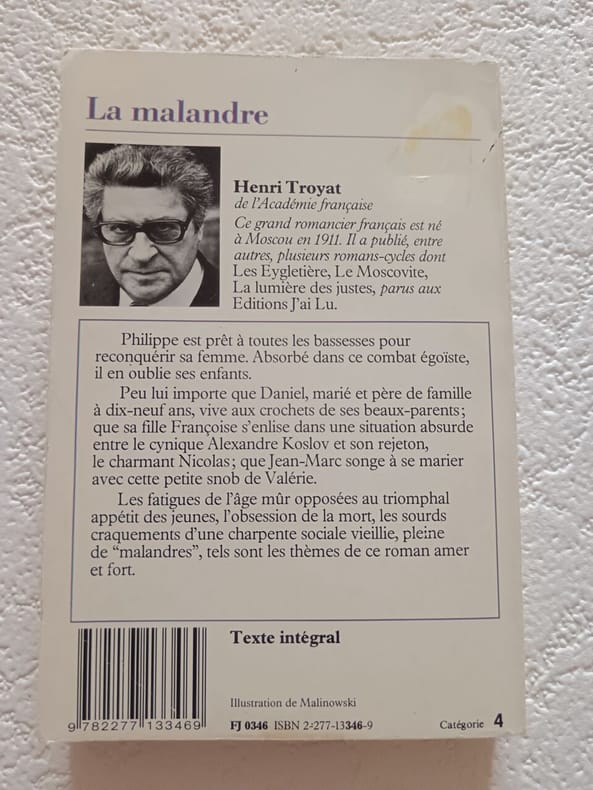 La malandre
Henri Troyat
de l'Académie française
Ce grand romancier français est né
à Moscou en 1911. Il a publié, entre
autres, plusieurs romans-cycles dont
Les Eygletière, Le Moscovite,
La lumière des justes, parus aux
Editions J'ai Lu.
Philippe est prêt à toutes les bassesses pour
reconquérir sa femme. Absorbé dans ce combat égoïste,
il en oublie ses enfants.
Peu lui importe que Daniel, marié et père de famille
à dix-neuf ans, vive aux crochets de ses beaux-parents;
que sa fille Françoise s'enlise dans une situation absurde
entre le cynique Alexandre Koslov et son rejeton,
le charmant Nicolas; que Jean-Marc songe à se marier
avec cette petite snob de Valérie.
Les fatigues de l'âge mûr opposées au triomphal
appétit des jeunes, l'obsession de la mort, les sourds
craquements d'une charpente sociale vieillie, pleine
de "malandres", tels sont les thèmes de ce roman amer
et fort.
Texte intégral
Illustration de Malinowski
9 782277 133469
FJ 0346 ISBN 2-277-13346-9
Catégorie 4